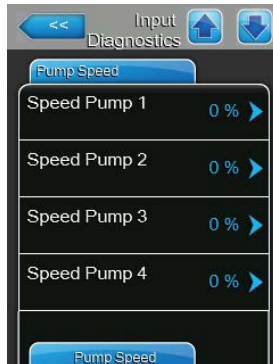 <<
Input
Diagnostics
Pump Speed
Speed Pump 1 0 %
Speed Pump 2 0 %
Speed Pump 3 0 %
Speed Pump 4 0 %
Pump Speed